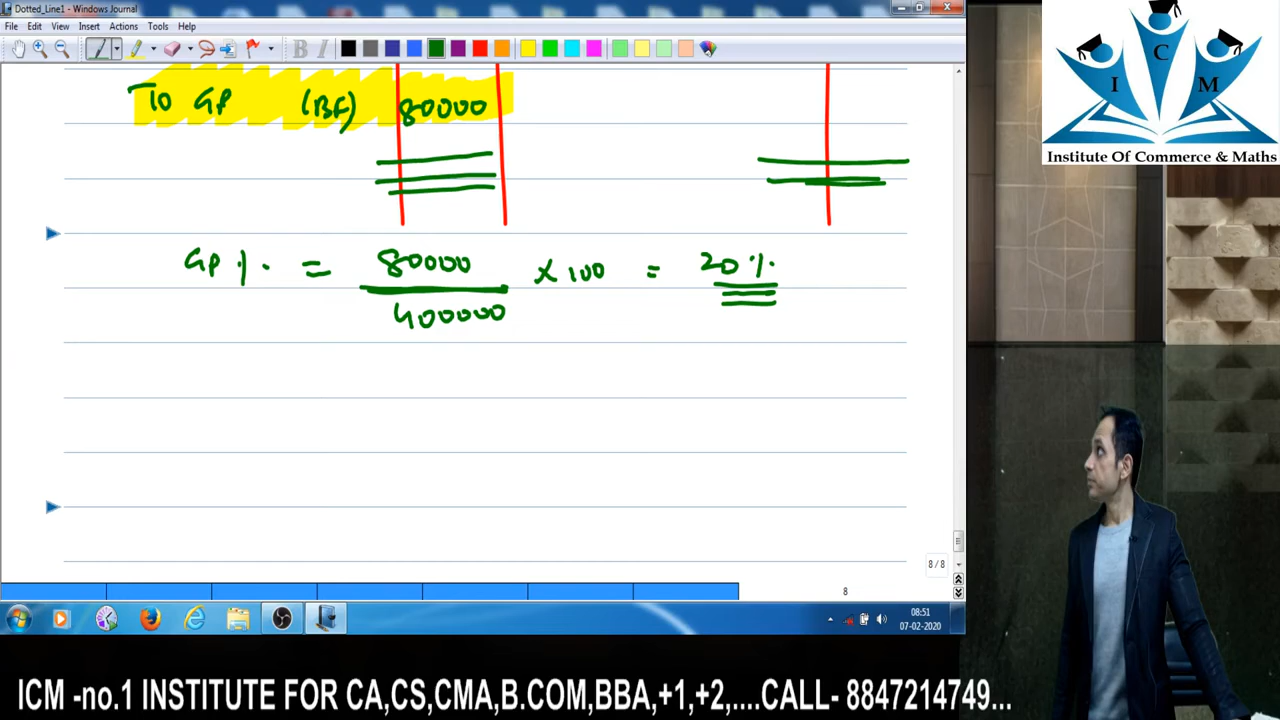 Dotted_Line1 - Windows Journal
File Edit View Insert Actions Tools Help
To GP (BF) 80000
GP % = 80000 × 100 = 20 %
400000
8 / 8
8
08:51
07-02-2020
I C M
Institute Of Commerce & Maths
ICM -no.1 INSTITUTE FOR CA,CS,CMA,B.COM,BBA,+1,+2,....CALL- 8847214749...